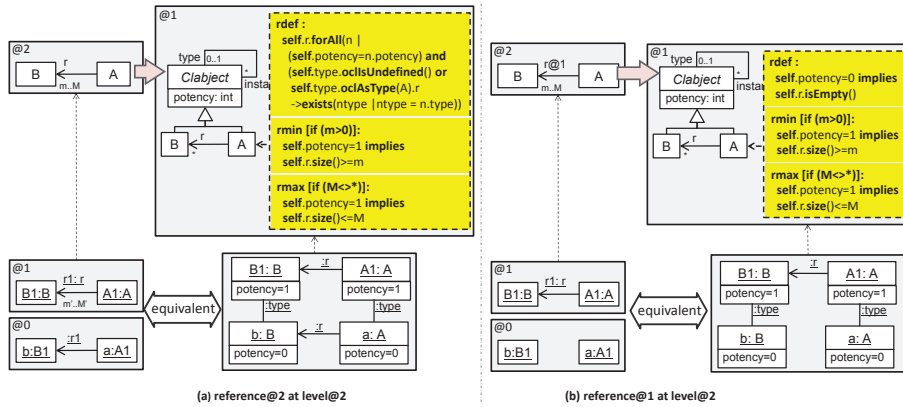 @2
B
r
A
m..M
@1
type
0..1
Clabject
*
insta
potency: int
B
r
A
*
rdef :
self.r.forAll(n |
(self.potency=n.potency) and
(self.type.oclIsUndefined() or
self.type.oclAsType(A).r
->exists(ntype |ntype = n.type))
rmin [if (m>0)]:
self.potency=1 implies
self.r.size()>=m
rmax [if (M<>*)]:
self.potency=1 implies
self.r.size()<=M
@1
B1:B
r1: r
A1:A
m'..M'
@0
b:B1
:r1
a:A1
equivalent
B1: B
:r
A1: A
potency=1
potency=1
:type
:type
b: B
:r
a: A
potency=0
potency=0
(a) reference@2 at level@2
@2
B
r@1
A
m..M
@1
type
0..1
Clabject
*
instan
potency: int
B
r
A
*
rdef :
self.potency=0 implies
self.r.isEmpty()
rmin [if (m>0)]:
self.potency=1 implies
self.r.size()>=m
rmax [if (M<>*)]:
self.potency=1 implies
self.r.size()<=M
@1
B1:B
r1: r
A1:A
@0
b:B1
a:A1
equivalent
B1: B
:r
A1: A
potency=1
potency=1
:type
:type
b: B
a: A
potency=0
potency=0
(b) reference@1 at level@2